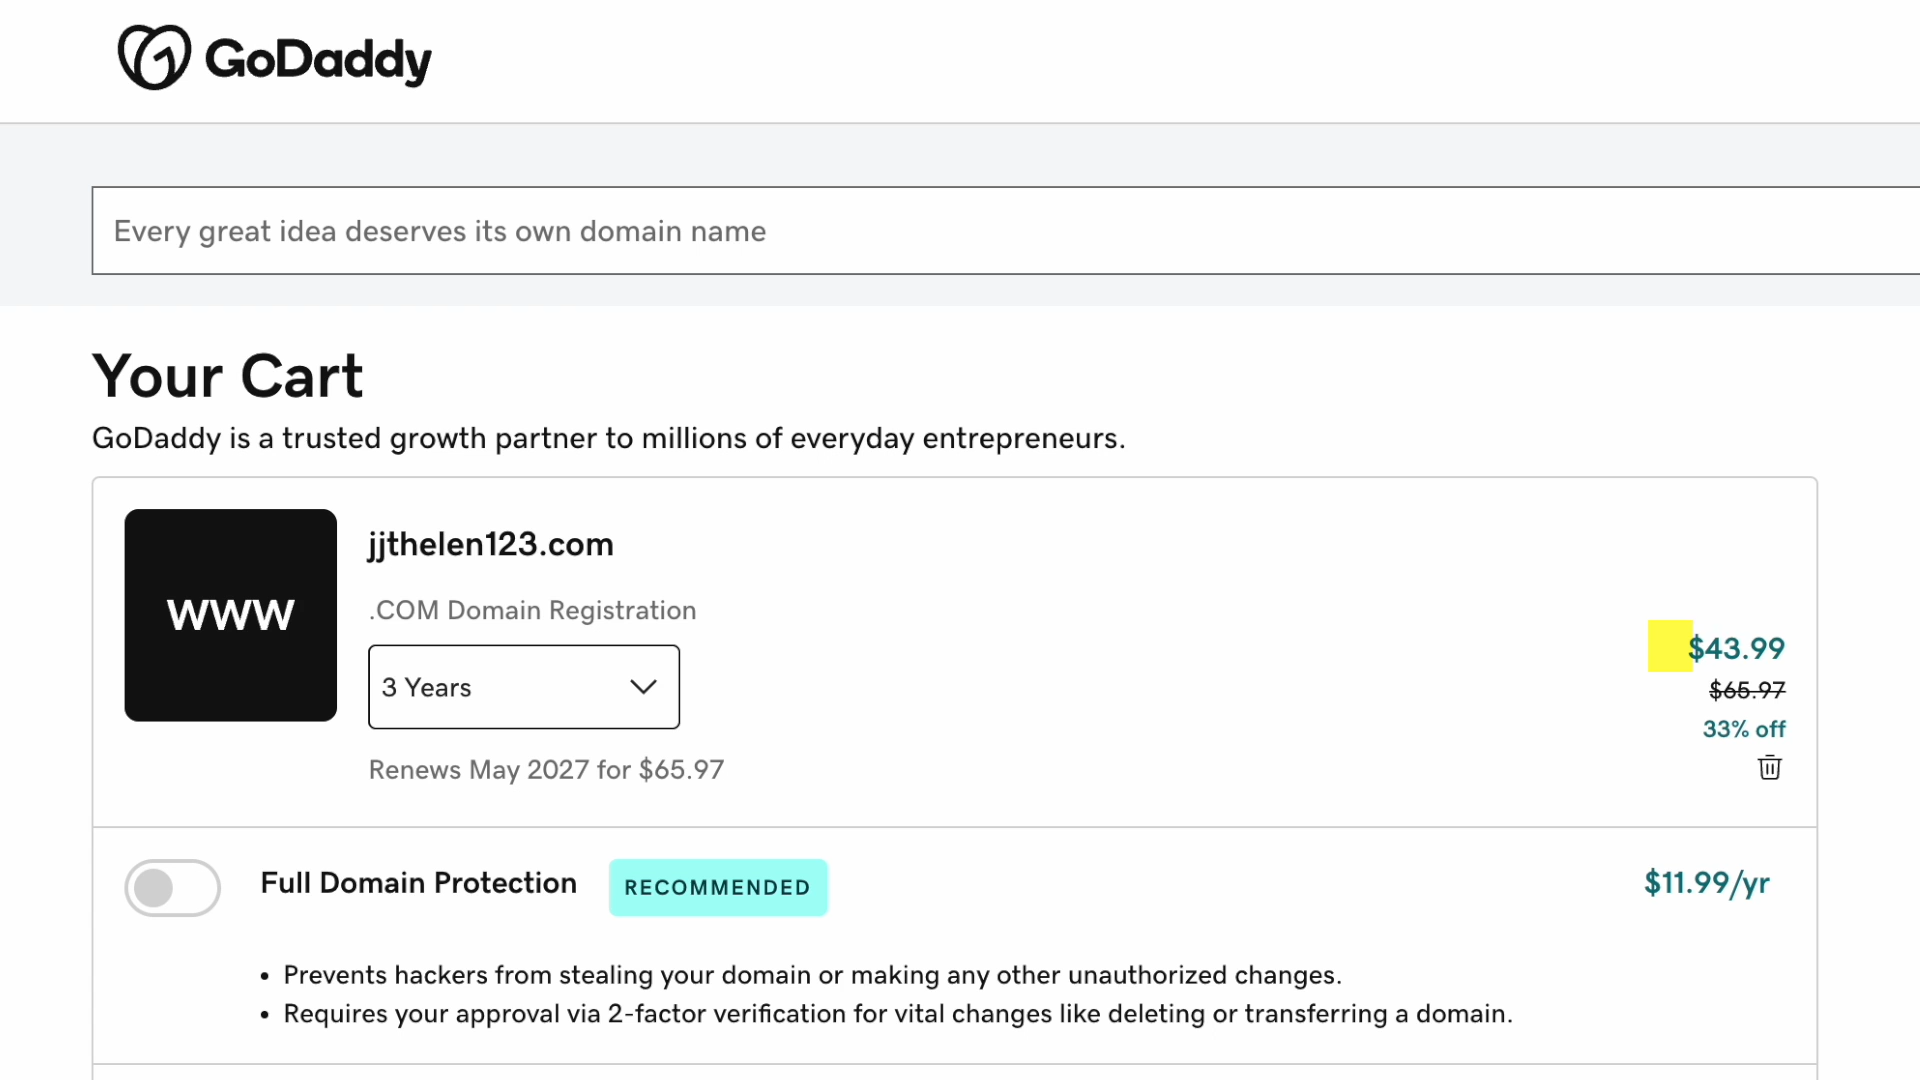 GoDaddy
Every great idea deserves its own domain name
Your Cart
GoDaddy is a trusted growth partner to millions of everyday entrepreneurs.
www
jjthelen123.com
.COM Domain Registration
3 Years
Renews May 2027 for $65.97
$43.99
$65.97
33% off
Full Domain Protection
RECOMMENDED
$11.99/yr
• Prevents hackers from stealing your domain or making any other unauthorized changes.
• Requires your approval via 2-factor verification for vital changes like deleting or transferring a domain.